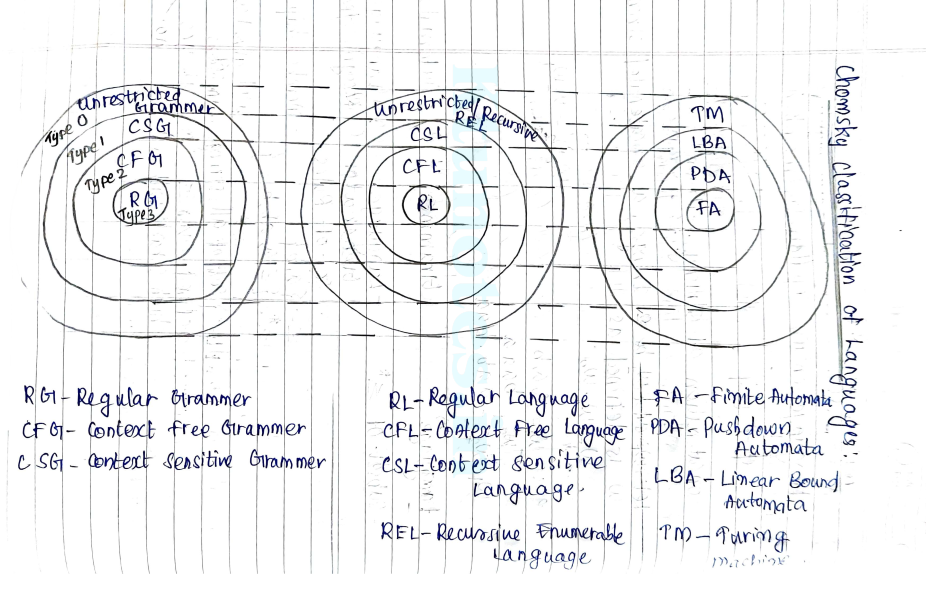 Chomsky Classification of Languages:
Unrestricted
Grammer
Type 0
CSG
Type 1
CFG
Type 2
RG
Type3
Unrestricted/Recursive
REL
CSL
CFL
RL
TM
LBA
PDA
FA
RG - Regular Grammer
CFG - Context free Grammer
CSG - Context Sensitive Grammer
RL - Regular Language
CFL - Context Free Language
CSL - Context Sensitive
Language.
REL - Recursive Enumerable
Language
FA - Finite Automata
PDA - Pushdown
Automata
LBA - Linear Bound
Automata
TM - Turing
Machine